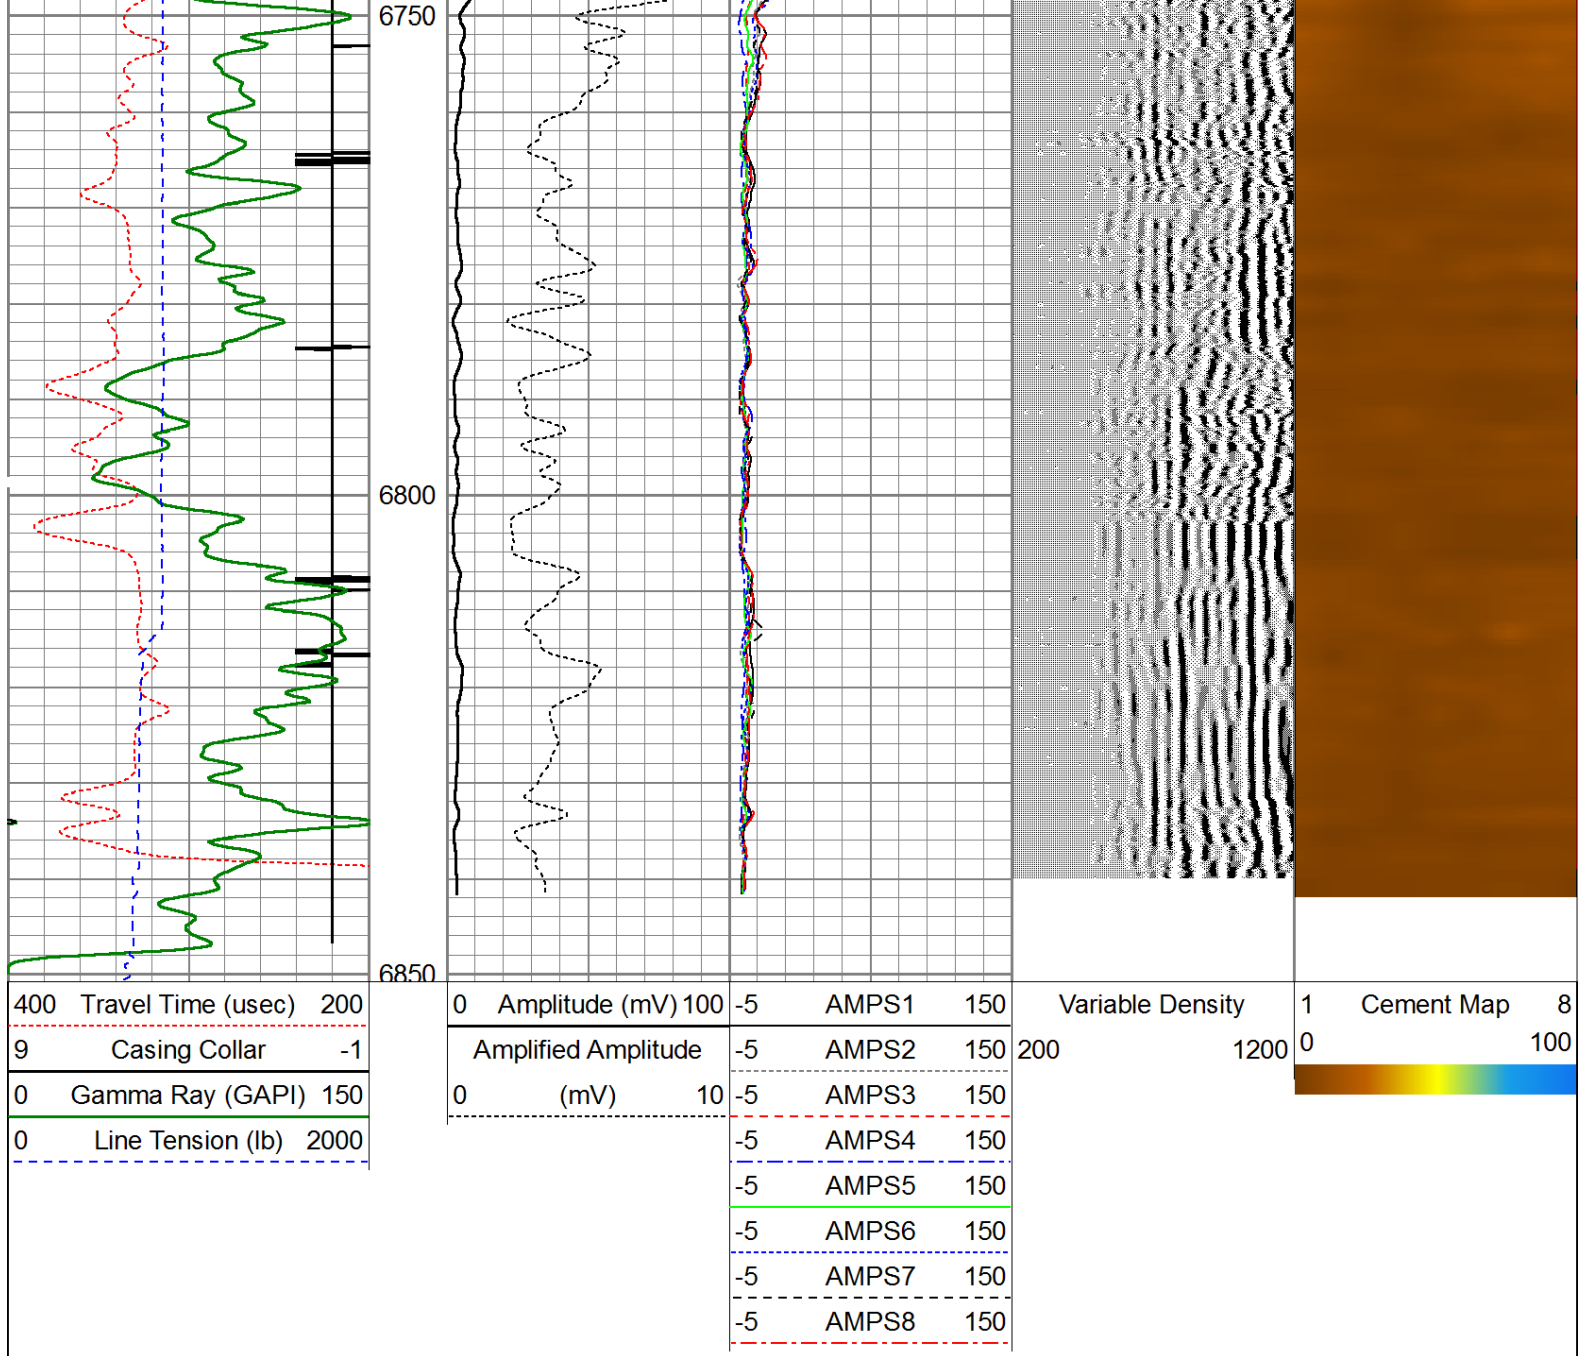 6750
6800
6850
400 Travel Time (usec) 200
9 Casing Collar -1
0 Gamma Ray (GAPI) 150
0 Line Tension (lb) 2000
0 Amplitude (mV) 100
Amplified Amplitude
0 (mV) 10
-5 AMPS1 150
-5 AMPS2 150
-5 AMPS3 150
-5 AMPS4 150
-5 AMPS5 150
-5 AMPS6 150
-5 AMPS7 150
-5 AMPS8 150
Variable Density
200 1200
1 Cement Map 8
0 100